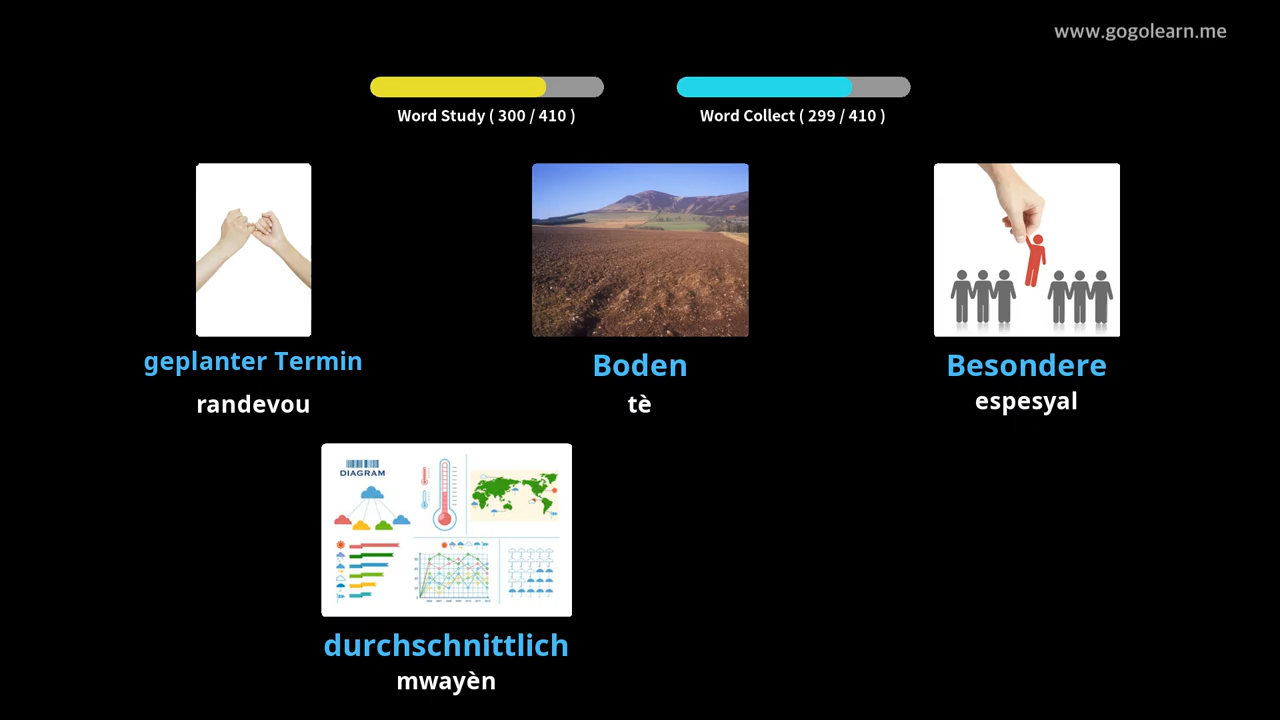 www.gogolearn.me
Word Study ( 300 / 410 )
Word Collect ( 299 / 410 )
geplanter Termin
randevou
Boden
tè
Besondere
espesyal
DIAGRAM
durchschnittlich
mwayèn